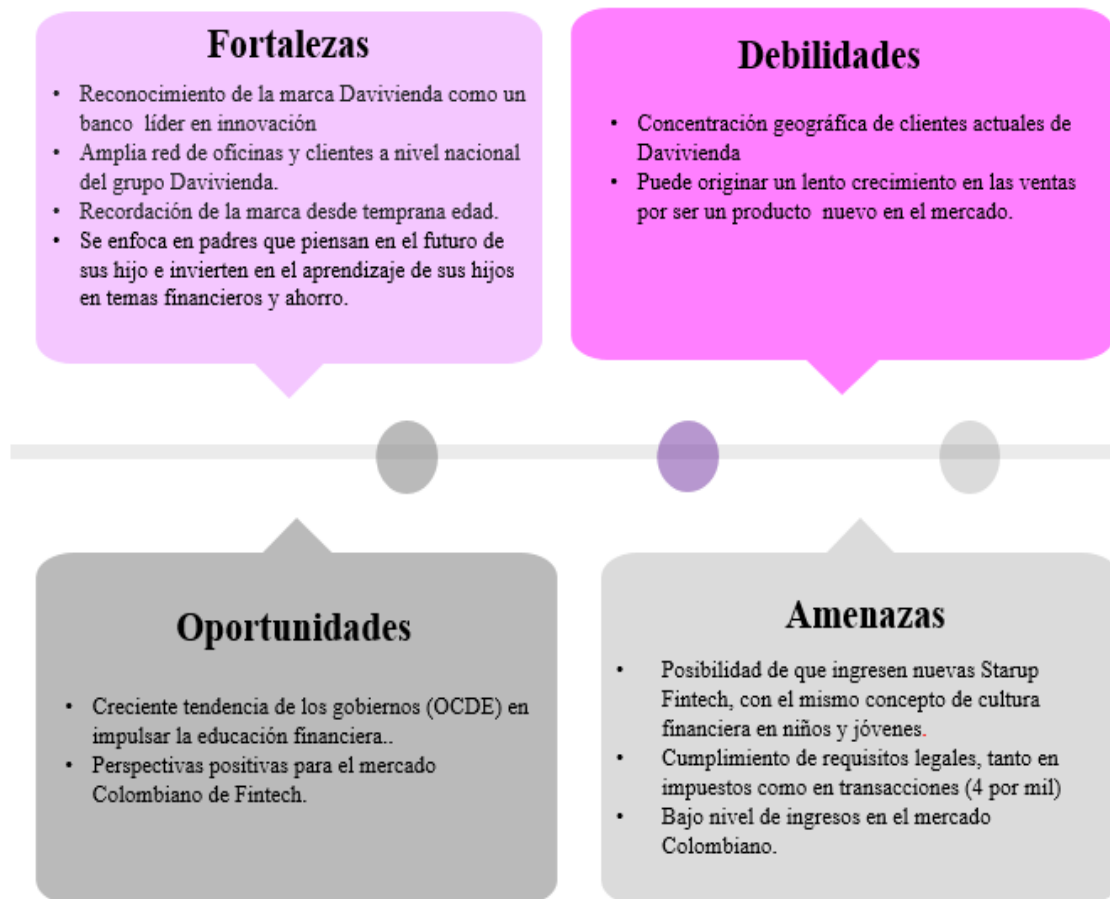 Fortalezas
• Reconocimiento de la marca Davivienda como un
banco líder en innovación
• Amplia red de oficinas y clientes a nivel nacional
del grupo Davivienda.
• Recordación de la marca desde temprana edad.
• Se enfoca en padres que piensan en el futuro de
sus hijo e invierten en el aprendizaje de sus hijos
en temas financieros y ahorro.
Debilidades
• Concentración geográfica de clientes actuales de
Davivienda
• Puede originar un lento crecimiento en las ventas
por ser un producto nuevo en el mercado.
Oportunidades
• Creciente tendencia de los gobiernos (OCDE) en
impulsar la educación financiera..
• Perspectivas positivas para el mercado
Colombiano de Fintech.
Amenazas
• Posibilidad de que ingresen nuevas Starup
Fintech, con el mismo concepto de cultura
financiera en niños y jóvenes.
• Cumplimiento de requisitos legales, tanto en
impuestos como en transacciones (4 por mil)
• Bajo nivel de ingresos en el mercado
Colombiano.